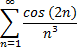 ∑_{n=1}^{∞} cos (2n) / n³